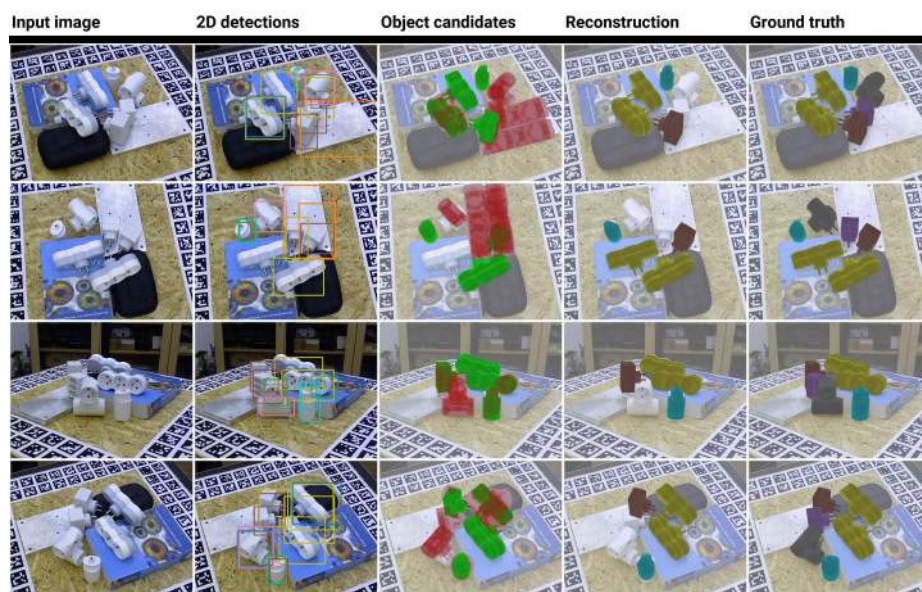 Input image
2D detections
Object candidates
Reconstruction
Ground truth